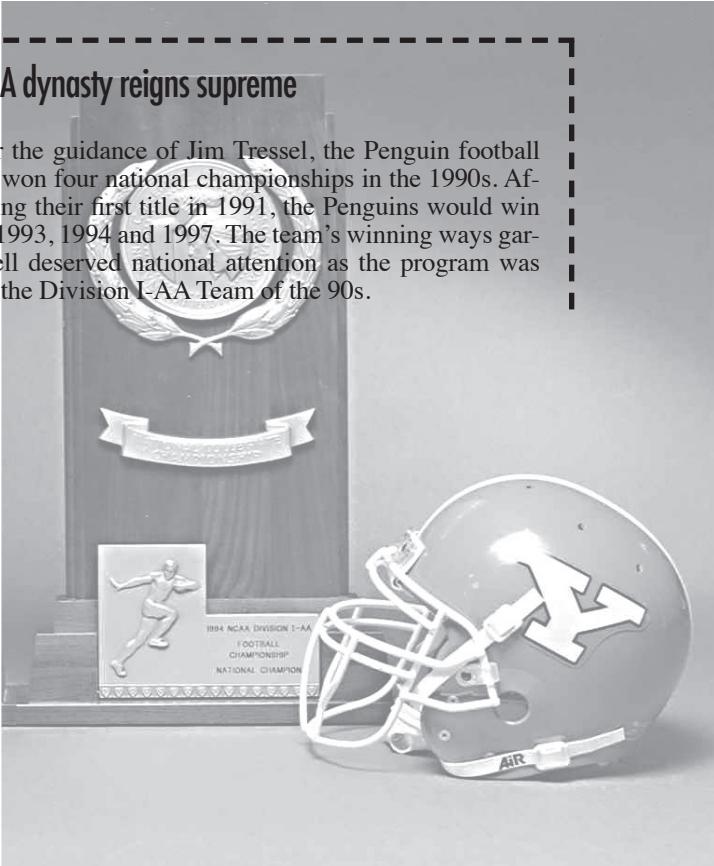 A dynasty reigns supreme
the guidance of Jim Tressel, the Penguin football
won four national championships in the 1990s. Af-
ng their first title in 1991, the Penguins would win
1993, 1994 and 1997. The team's winning ways gar-
ell deserved national attention as the program was
the Division I-AA Team of the 90s.
NATIONAL COLLEGIATE
CHAMPIONSHIP
1994 NCAA DIVISION I-AA
FOOTBALL
CHAMPIONSHIP
NATIONAL CHAMPION
Y
AiR